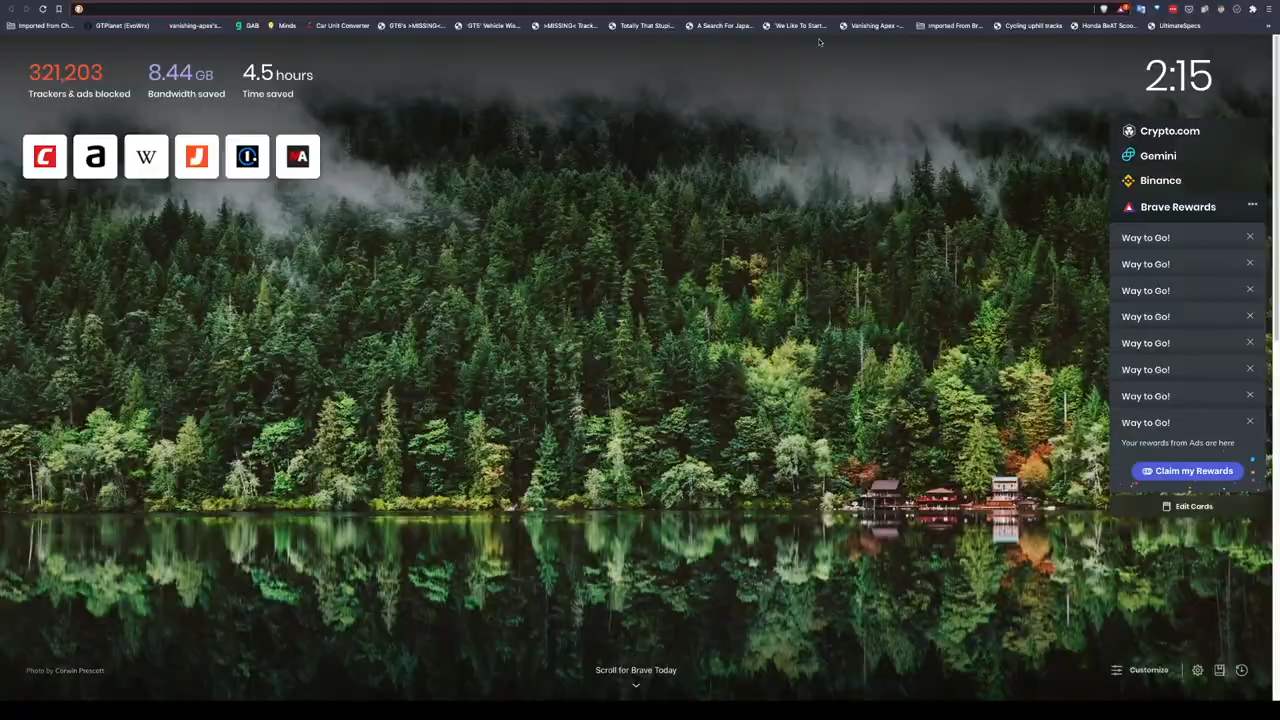 Imported from Ch...
GTPlanet (EvoWrx)
vanishing-apex's...
GAB
Minds
Car Unit Converter
GT6's >MISSING<...
'GT5' Vehicle Wis...
>MISSING< Track...
Totally That Stupi...
A Search For Japa...
'We Like To Start...
Vanishing Apex -...
Imported From Br...
Cycling uphill tracks
Honda BeAT Scoo...
UltimateSpecs
321,203
8.44 GB
4.5 hours
Trackers & ads blocked
Bandwidth saved
Time saved
2:15
Crypto.com
Gemini
Binance
Brave Rewards
Way to Go!
Way to Go!
Way to Go!
Way to Go!
Way to Go!
Way to Go!
Way to Go!
Way to Go!
Your rewards from Ads are here
Claim my Rewards
Edit Cards
C
a
W
J
MA
Photo by Corwin Prescott
Scroll for Brave Today
Customize